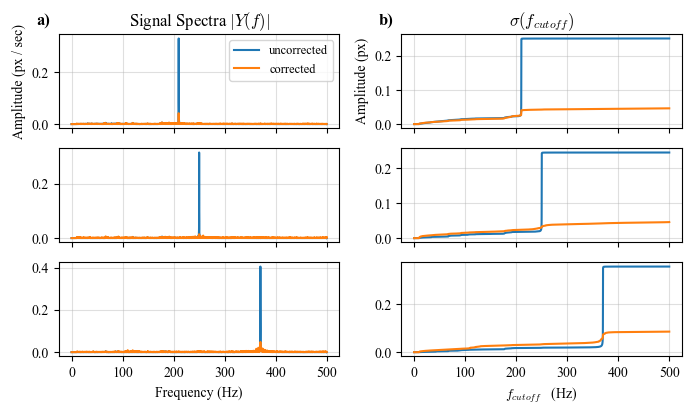 a) Signal Spectra |Y(f)|
b) σ(f_cutoff)
Amplitude (px / sec)
0.2
0.0
uncorrected
corrected
Amplitude (px)
0.2
0.1
0.0
0.2
0.0
0.2
0.1
0.0
0.4
0.2
0.0
0 100 200 300 400 500
Frequency (Hz)
0.2
0.0
0 100 200 300 400 500
f_cutoff (Hz)